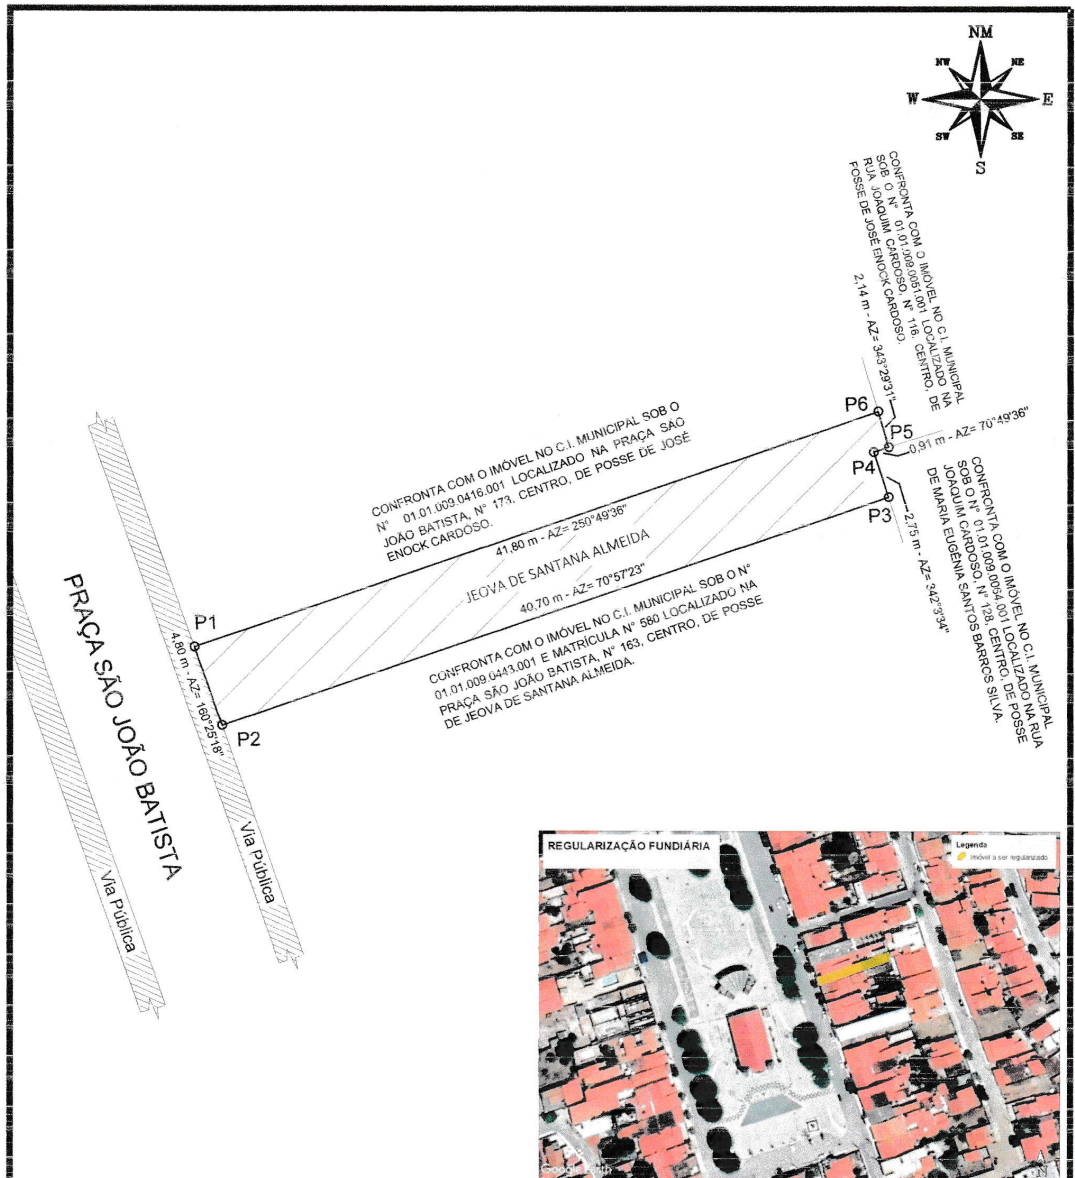 NM
NW
NE
W
E
SW
SE
S
CONFRONTA COM O IMÓVEL NO C.I. MUNICIPAL
SOB O N° 01.01.009.0051.001 LOCALIZADO NA
RUA JOAQUIM CARDOSO, N° 116, CENTRO, DE
POSSE DE JOSÉ ENOCK CARDOSO.
2,14 m - AZ= 343°29'31"
P6
P5
0,91 m - AZ= 70°49'36"
P4
P3
2,75 m - AZ= 342°3'34"
CONFRONTA COM O IMÓVEL NO C.I. MUNICIPAL
SOB O N° 01.01.009.0064.001 LOCALIZADO NA RUA
JOAQUIM CARDOSO, N° 128, CENTRO, DE POSSE
DE MARIA EUGÊNIA SANTOS BARROS SILVA.
CONFRONTA COM O IMÓVEL NO C.I. MUNICIPAL SOB O
N° 01.01.009.0416.001 LOCALIZADO NA PRAÇA SÃO
JOÃO BATISTA, N° 173, CENTRO, DE POSSE DE JOSÉ
ENOCK CARDOSO.
41,80 m - AZ= 250°49'36"
JEOVA DE SANTANA ALMEIDA
40,70 m - AZ= 70°57'23"
CONFRONTA COM O IMÓVEL NO C.I. MUNICIPAL SOB O N°
01.01.009.0443.001 E MATRÍCULA N° 580 LOCALIZADO NA
PRAÇA SÃO JOÃO BATISTA, N° 163, CENTRO, DE POSSE
DE JEOVA DE SANTANA ALMEIDA.
P1
4,80 m - AZ= 160°25'18"
P2
PRAÇA SÃO JOÃO BATISTA
Via Pública
Via Pública
REGULARIZAÇÃO FUNDIÁRIA
Legenda
Imóvel a ser regularizado
Google Earth
N